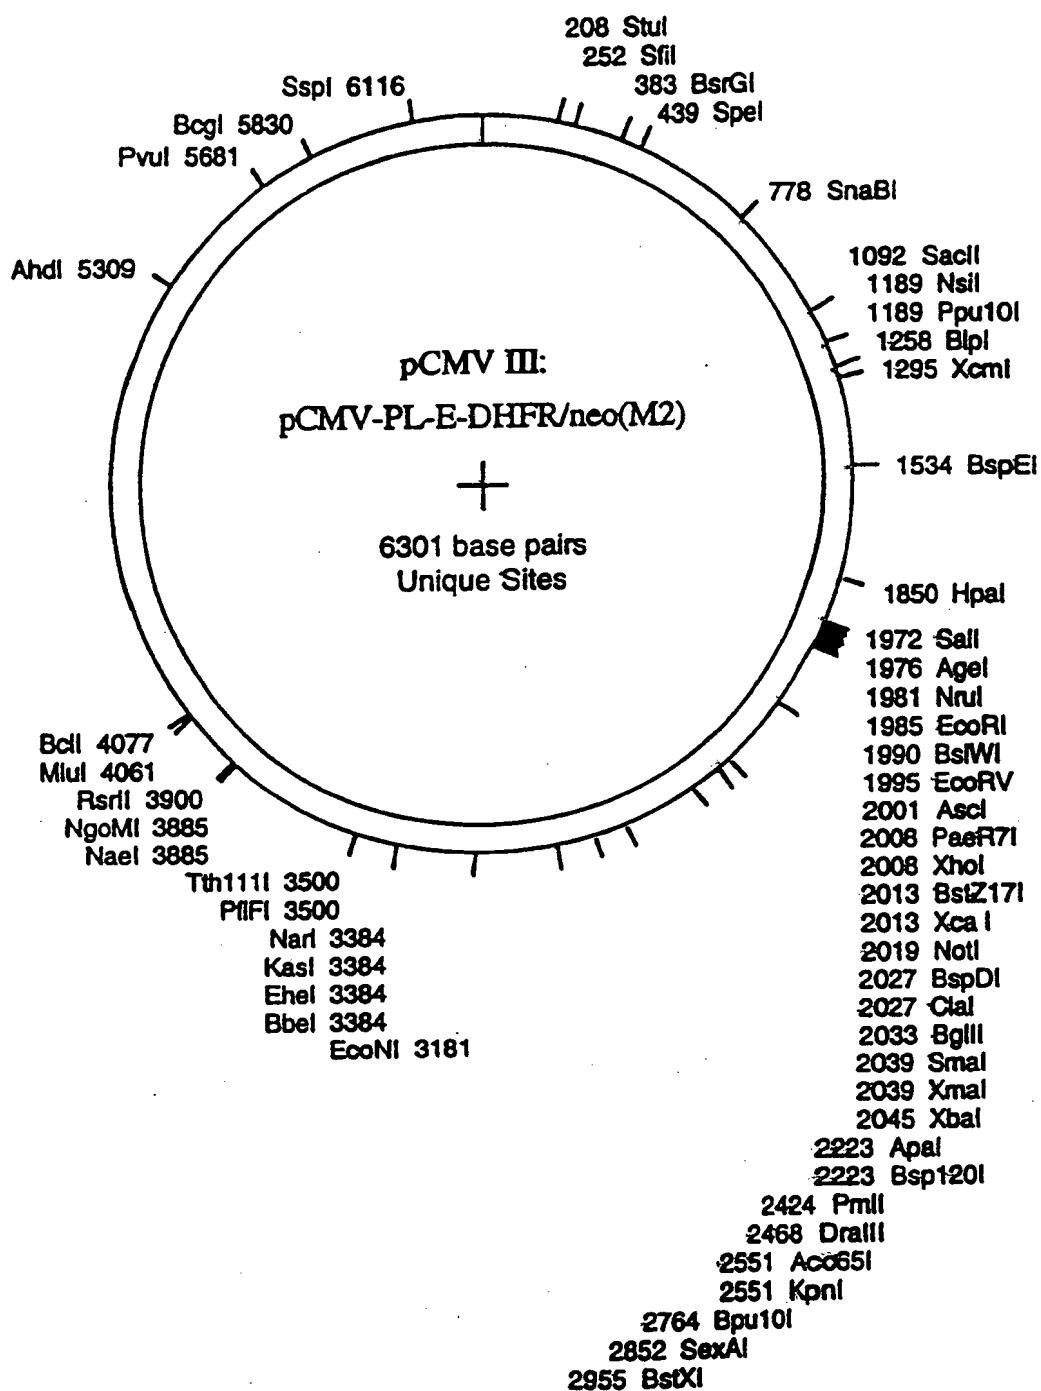 208 StuI
252 SfiI
383 BsrGI
439 SpeI
778 SnaBI
1092 SacII
1189 NsiI
1189 Ppu10I
1258 BlpI
1295 XcmI
1534 BspEI
1850 HpaI
1972 SalI
1976 AgeI
1981 NruI
1985 EcoRI
1990 BsiWI
1995 EcoRV
2001 AscI
2008 PaeR7I
2008 XhoI
2013 BstZ17I
2013 Xca I
2019 NotI
2027 BspDI
2027 ClaI
2033 BglII
2039 SmaI
2039 XmaI
2045 XbaI
2223 ApaI
2223 Bsp120I
2424 PmlI
2468 DraIII
2551 Acc65I
2551 KpnI
2764 Bpu10I
2852 SexAI
2955 BstXI
SspI 6116
BcgI 5830
PvuI 5681
AhdI 5309
pCMV III:
pCMV-PL-E-DHFR/neo(M2)
6301 base pairs
Unique Sites
BclI 4077
MluI 4061
RsrII 3900
NgoMI 3885
NaeI 3885
Tth111I 3500
PflFI 3500
NarI 3384
KasI 3384
EheI 3384
BbeI 3384
EcoNI 3181